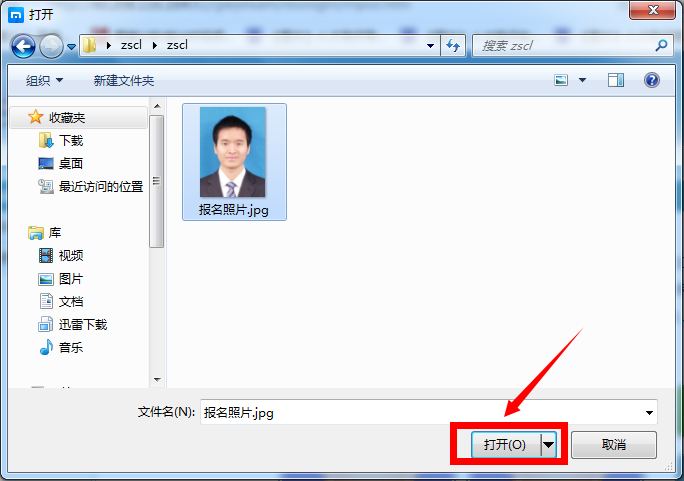 打开
zscl zscl
搜索 zscl
组织 新建文件夹
收藏夹
下载
桌面
最近访问的位置
库
视频
图片
文档
迅雷下载
音乐
报名照片.jpg
文件名(N): 报名照片.jpg
打开(O) 取消